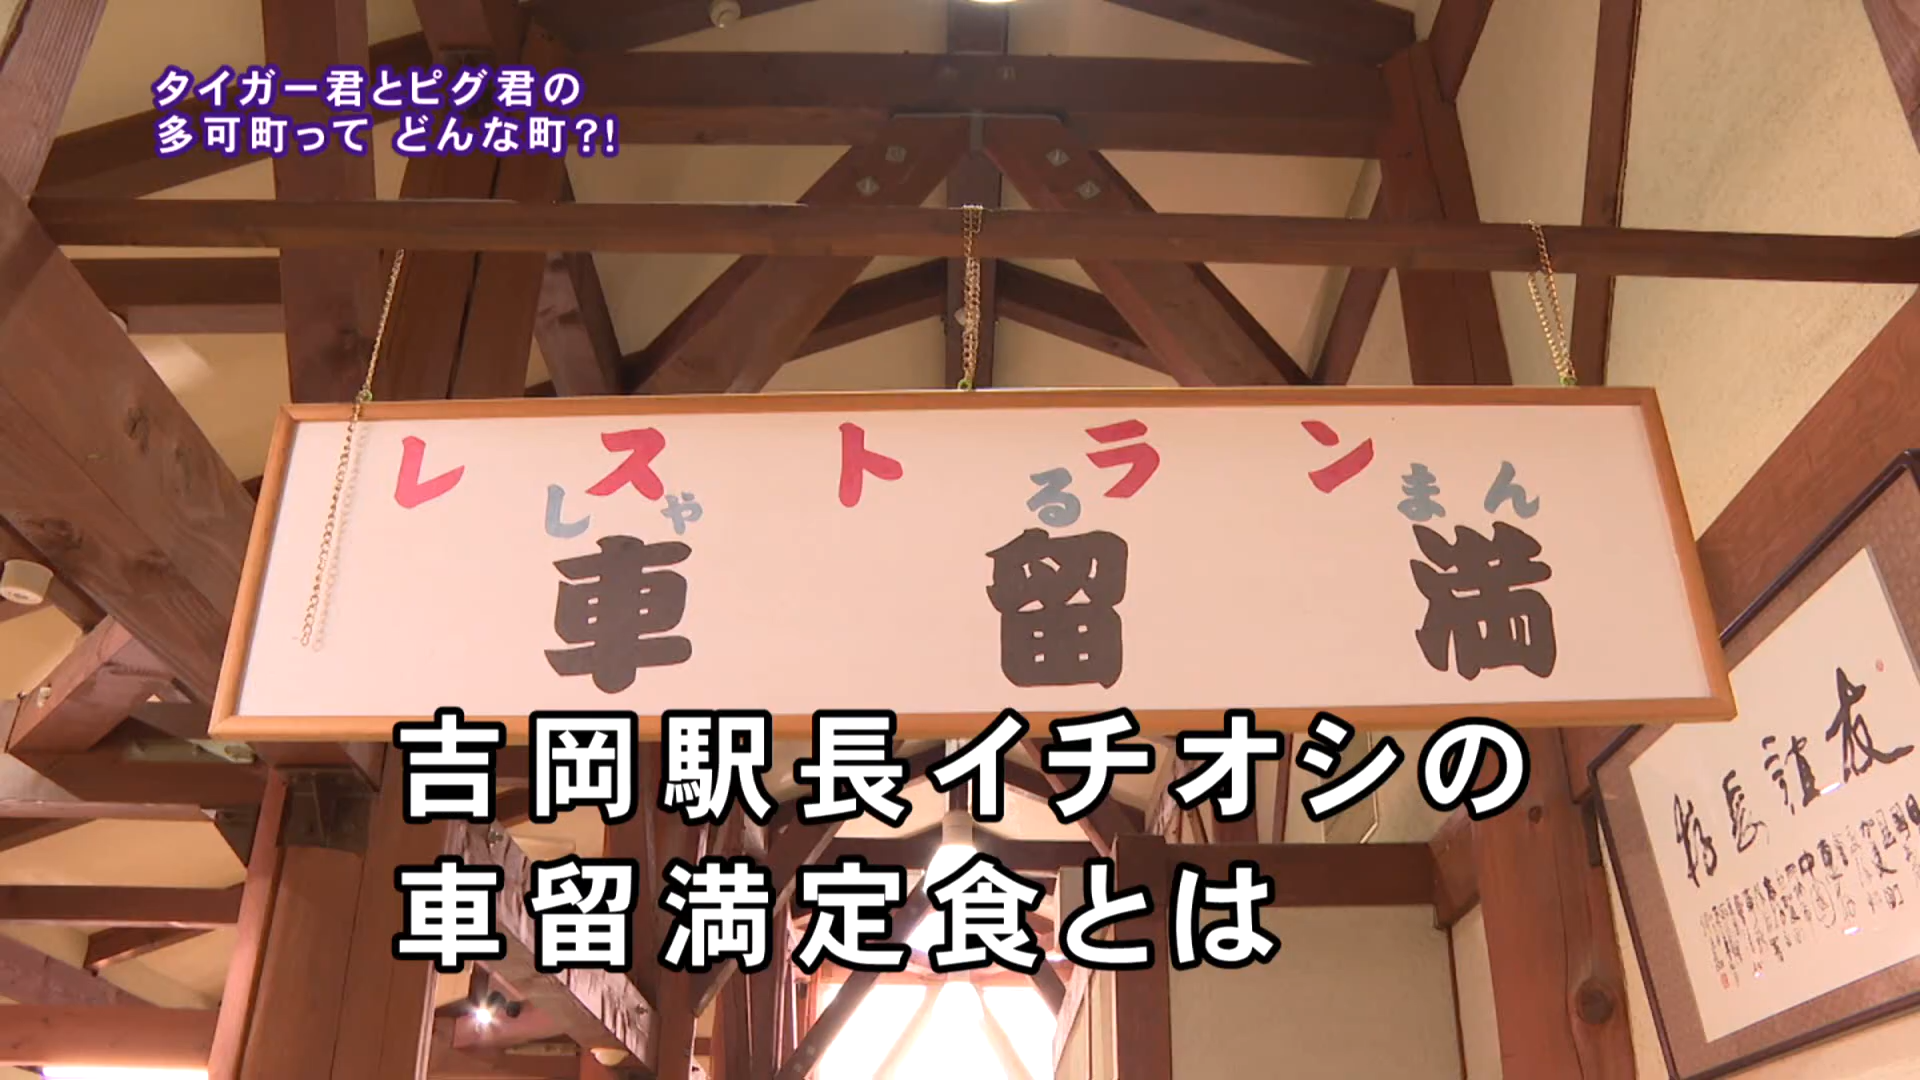 タイガー君とピグ君の
多可町って どんな町?!
レストラン
しゃ る まん
車留満
吉岡駅長イチオシの
車留満定食とは